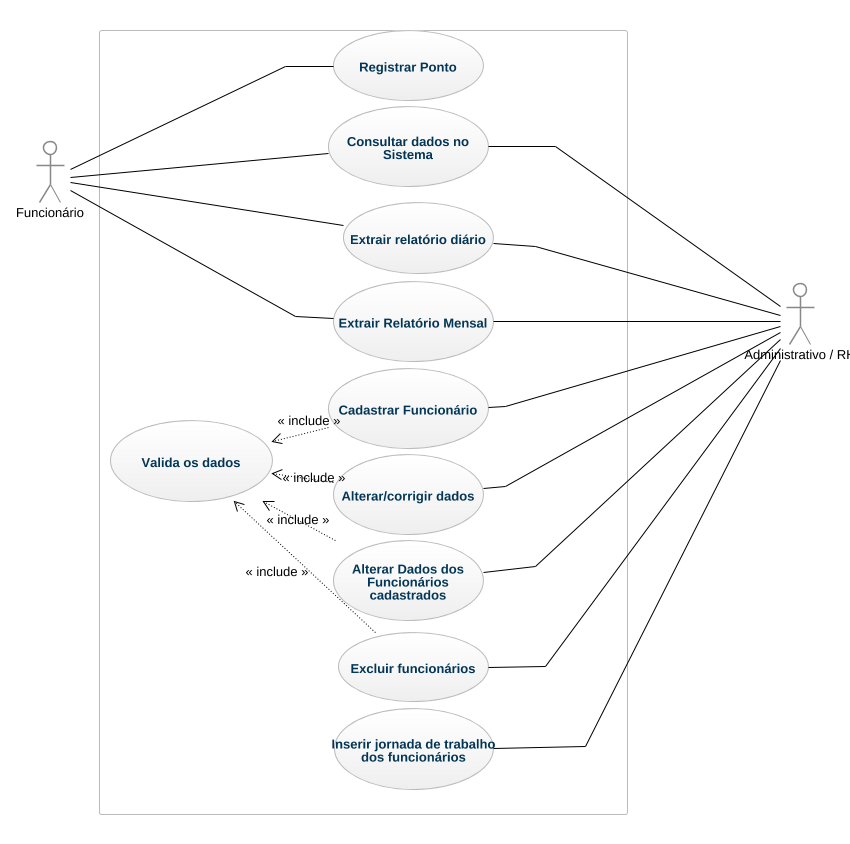 Registrar Ponto
Consultar dados no
Sistema
Funcionário
Extrair relatório diário
Extrair Relatório Mensal
Administrativo / RH
Cadastrar Funcionário
« include »
Valida os dados
« include »
Alterar/corrigir dados
« include »
Alterar Dados dos
Funcionários
cadastrados
« include »
Excluir funcionários
Inserir jornada de trabalho
dos funcionários